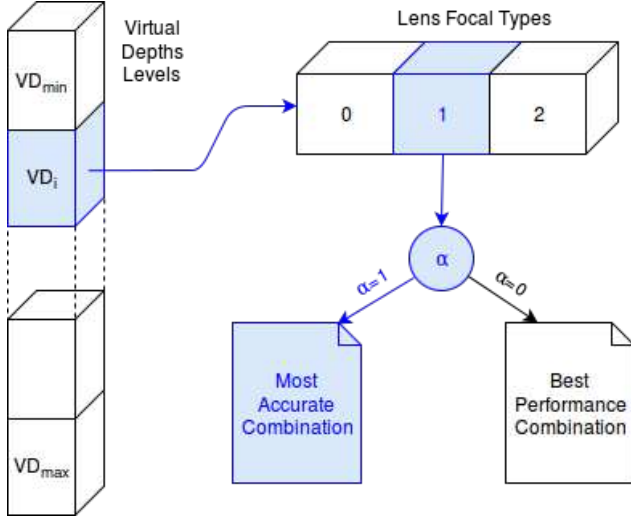 Virtual
Depths
Levels
Lens Focal Types
VDmin
VDi
0
1
2
α
α=1
α=0
Most
Accurate
Combination
Best
Performance
Combination
VDmax